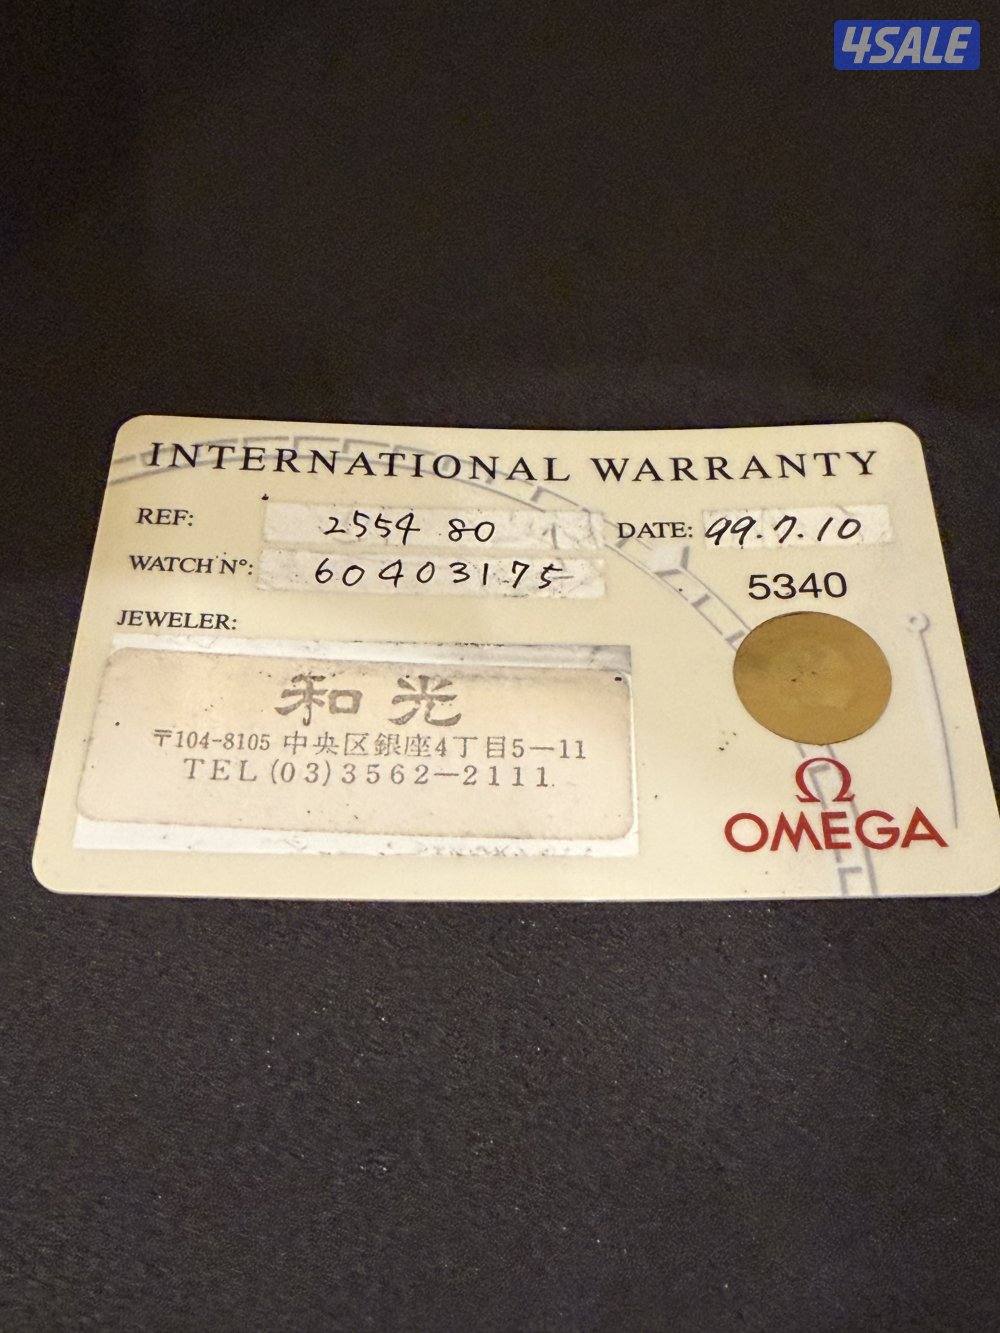 4SALE
INTERNATIONAL WARRANTY
REF: 2554 80 DATE: 99.7.10
WATCH N°: 60403175
5340
JEWELER:
和光
〒104-8105 中央区銀座4丁目5−11
TEL (03) 3562−2111
Ω
OMEGA